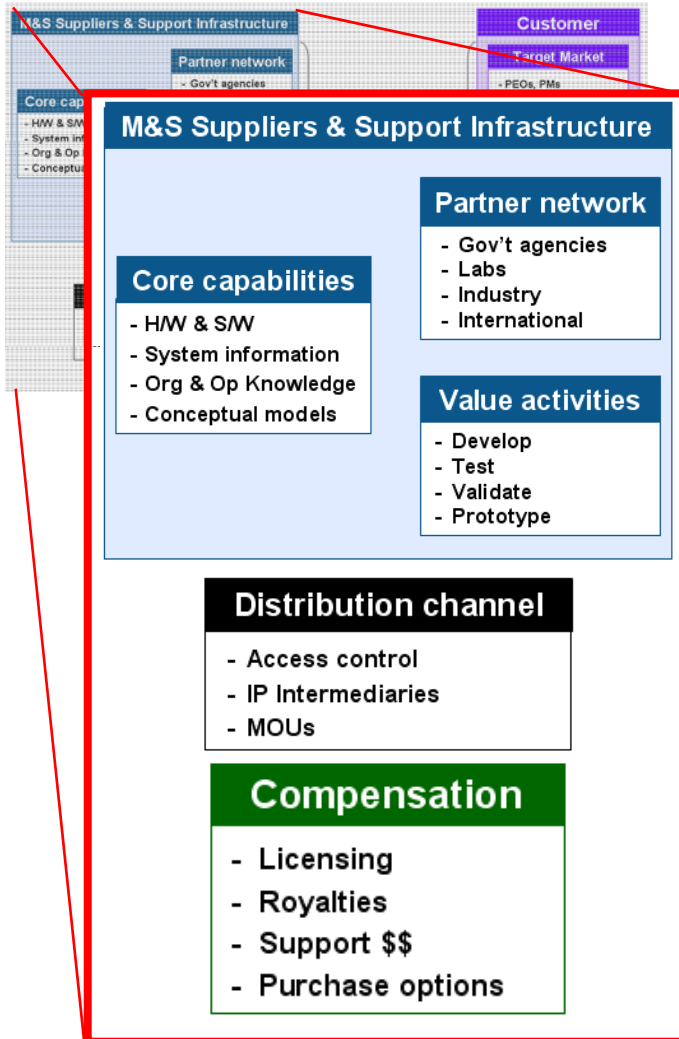 M&S Suppliers & Support Infrastructure
Partner network
- Gov't agencies
Core cap
- H/W & S/W
- System inf
- Org & Op
- Conceptua
Customer
Target Market
- PEOs, PMs
M&S Suppliers & Support Infrastructure
Partner network
- Gov't agencies
- Labs
- Industry
- International
Core capabilities
- H/W & S/W
- System information
- Org & Op Knowledge
- Conceptual models
Value activities
- Develop
- Test
- Validate
- Prototype
Distribution channel
- Access control
- IP Intermediaries
- MOUs
Compensation
- Licensing
- Royalties
- Support $$
- Purchase options